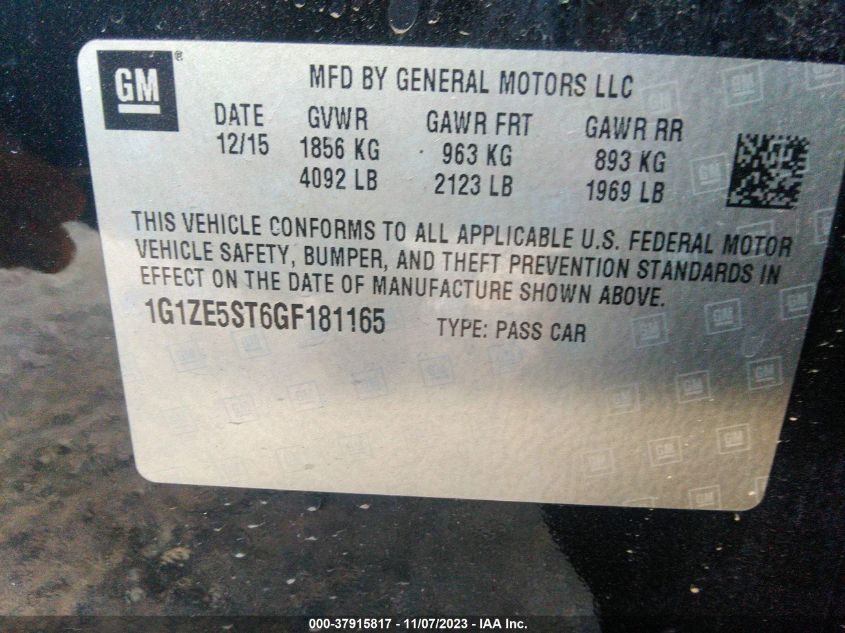 GM®
MFD BY GENERAL MOTORS LLC
DATE GVWR GAWR FRT GAWR RR
12/15 1856 KG 963 KG 893 KG
4092 LB 2123 LB 1969 LB
THIS VEHICLE CONFORMS TO ALL APPLICABLE U.S. FEDERAL MOTOR
VEHICLE SAFETY, BUMPER, AND THEFT PREVENTION STANDARDS IN
EFFECT ON THE DATE OF MANUFACTURE SHOWN ABOVE.
1G1ZE5ST6GF181165 TYPE: PASS CAR
000-37915817 - 11/07/2023 - IAA Inc.